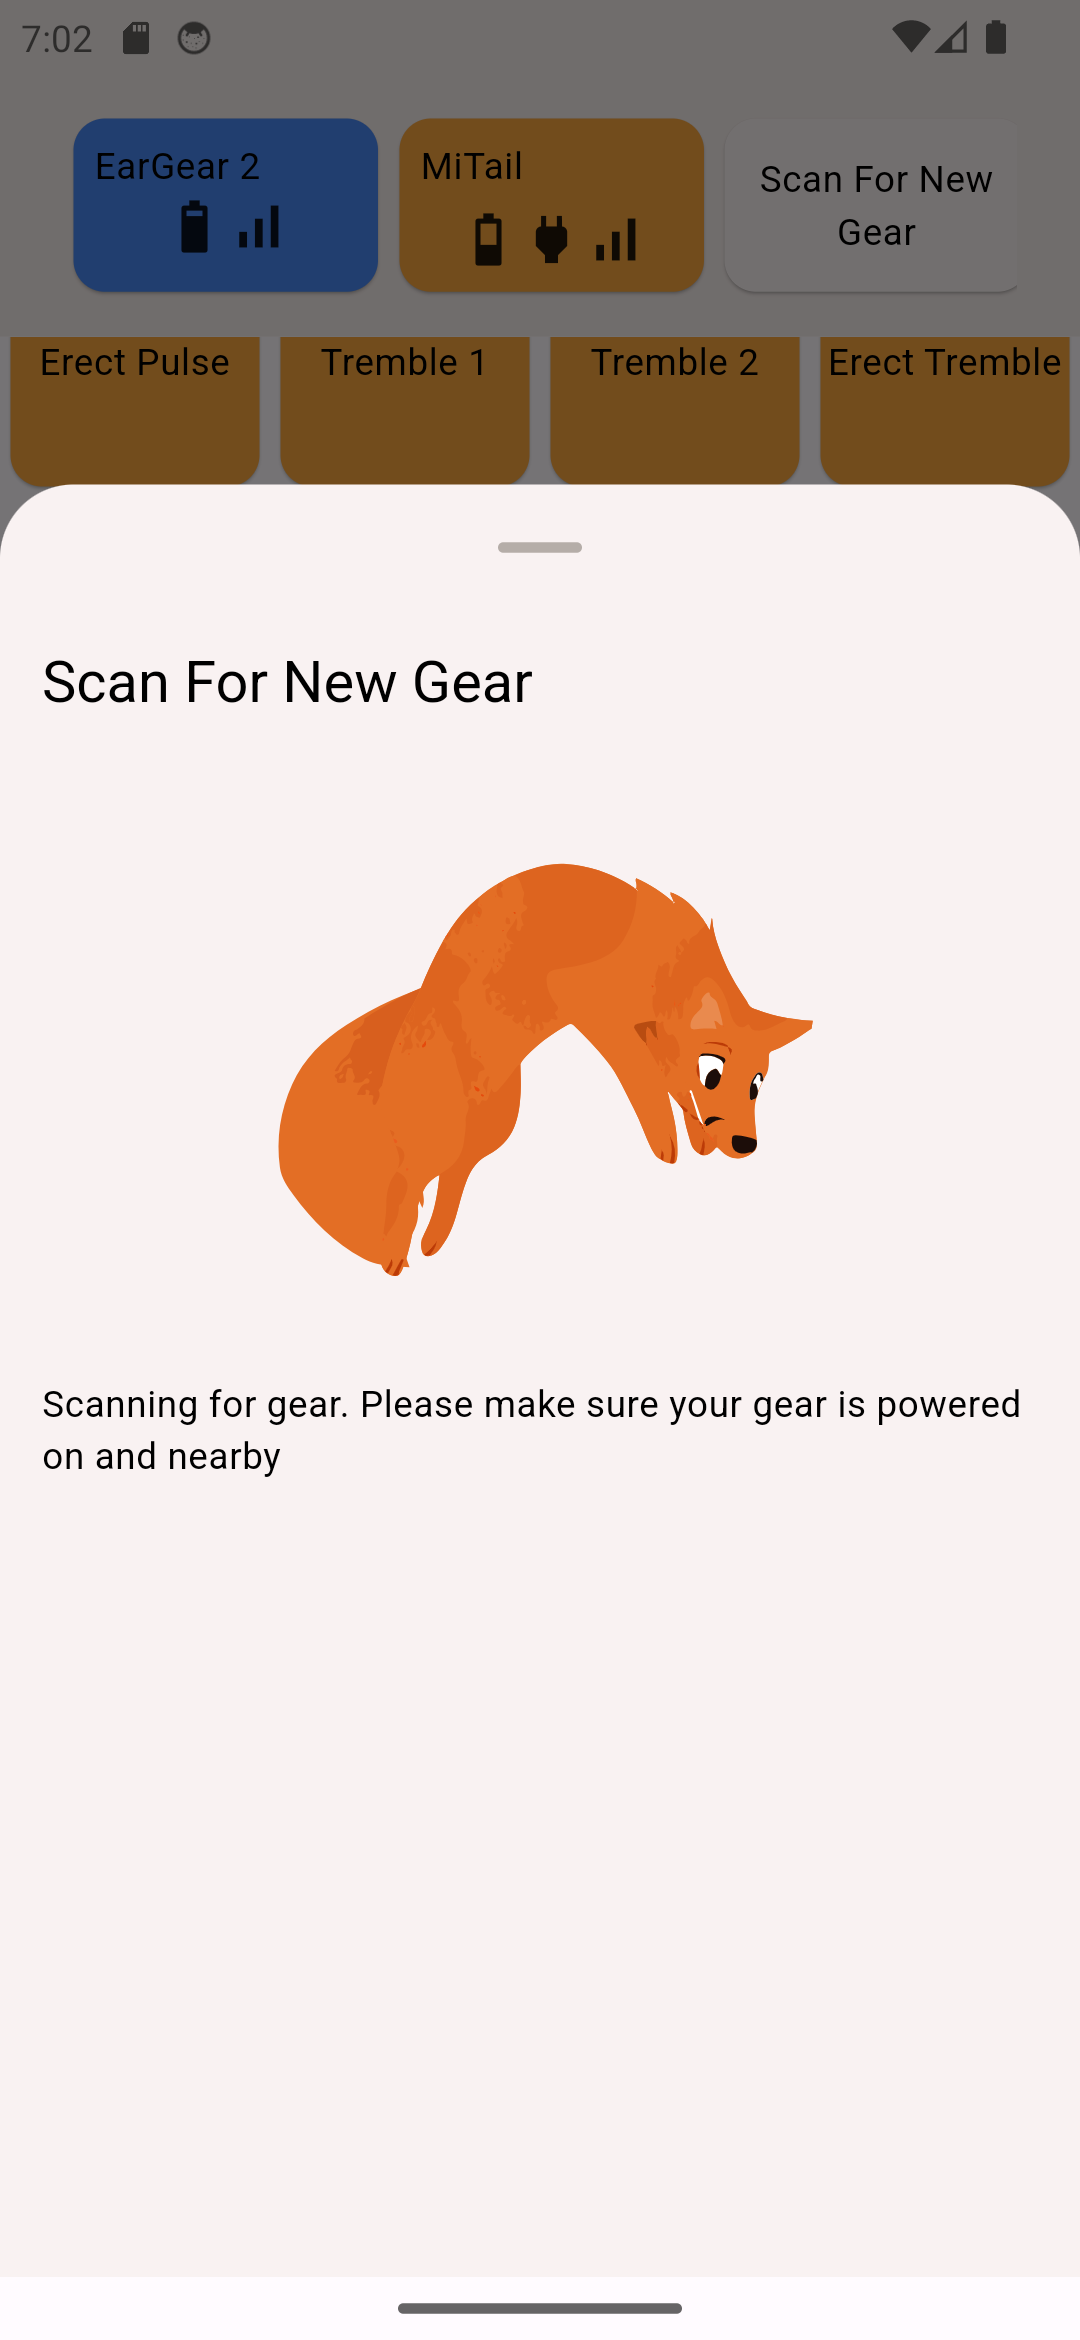 7:02
EarGear 2
MiTail
Scan For New
Gear
Erect Pulse
Tremble 1
Tremble 2
Erect Tremble
Scan For New Gear
Scanning for gear. Please make sure your gear is powered
on and nearby